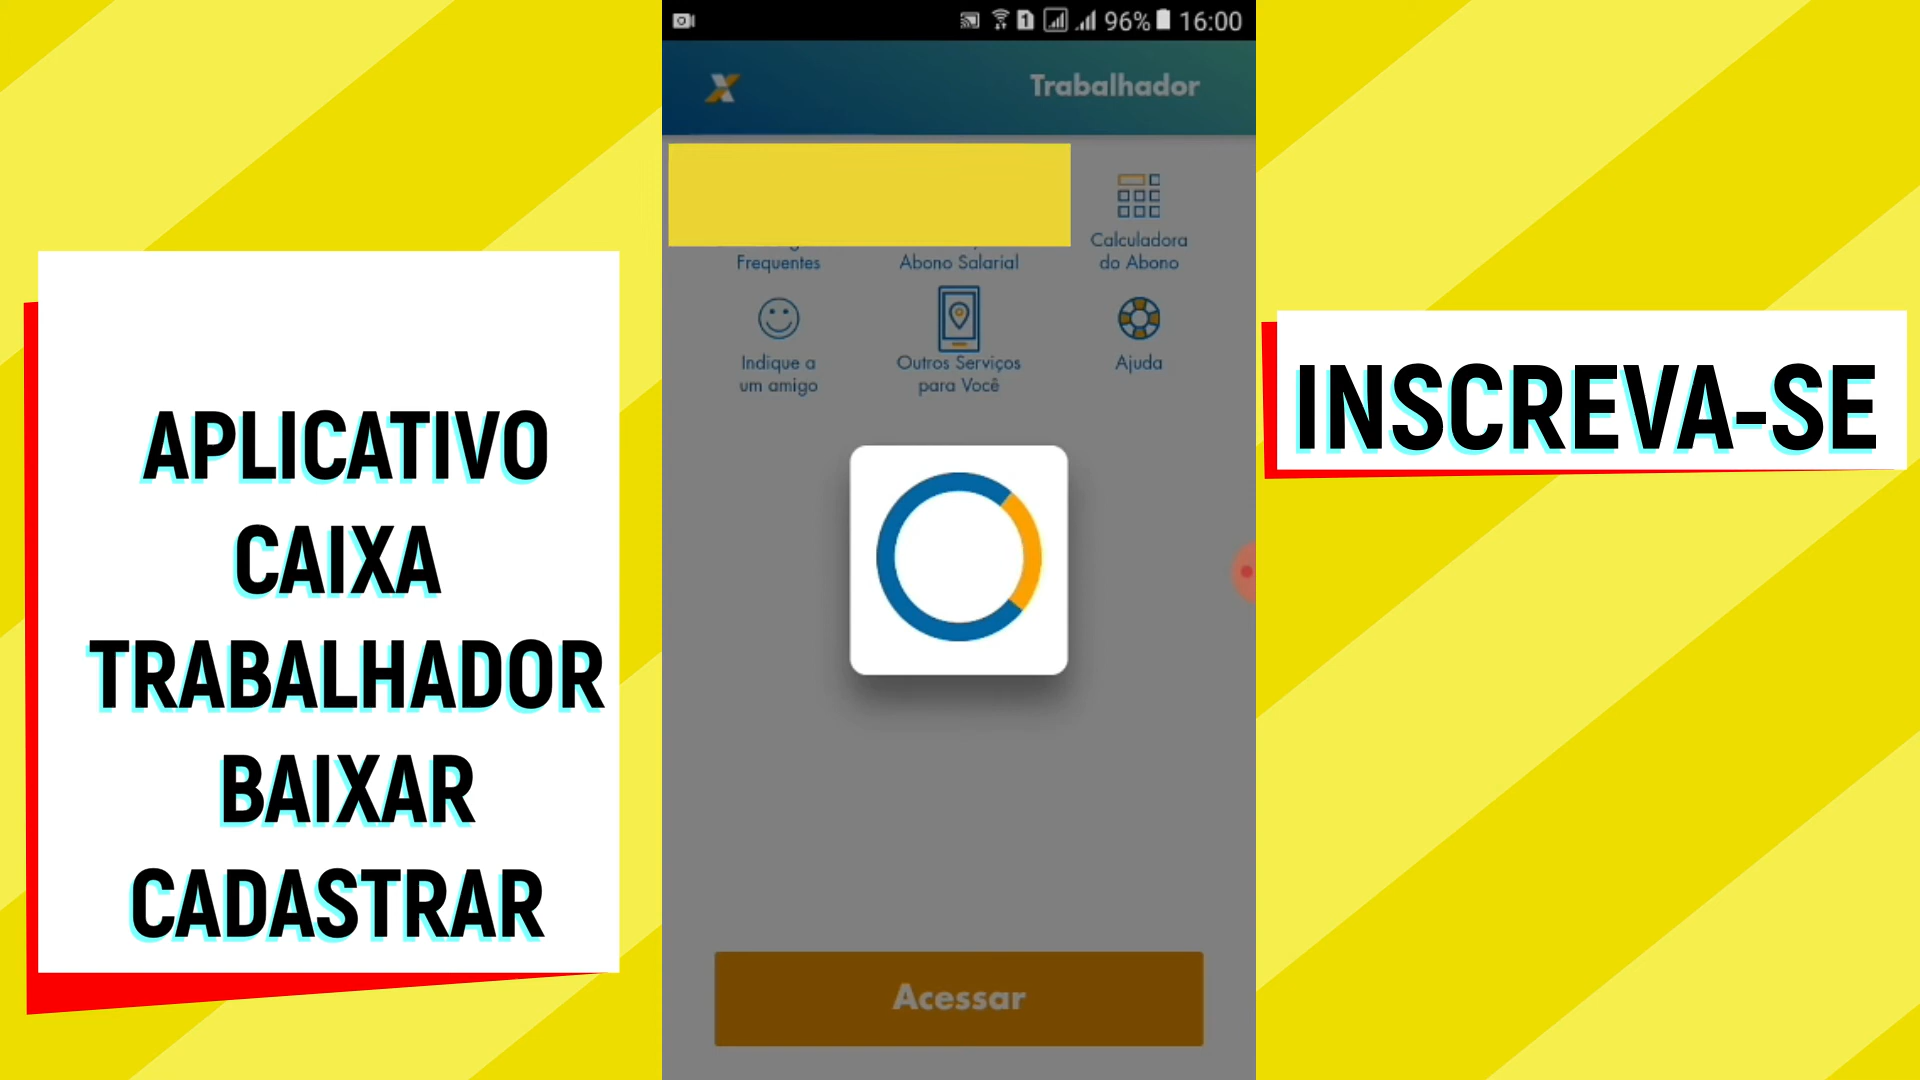 APLICATIVO
CAIXA
TRABALHADOR
BAIXAR
CADASTRAR
1 96% 16:00
X Trabalhador
Frequentes
Abono Salarial
Calculadora
do Abono
Indique a
um amigo
Outros Serviços
para Você
Ajuda
Acessar
INSCREVA-SE